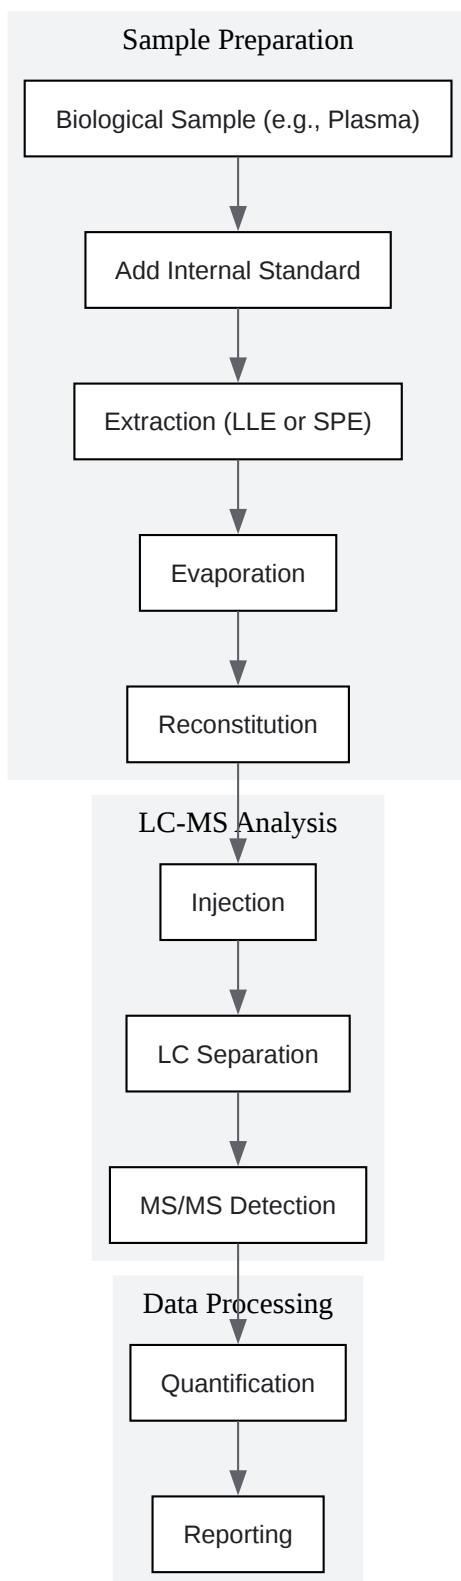 Sample Preparation
Biological Sample (e.g., Plasma)
Add Internal Standard
Extraction (LLE or SPE)
Evaporation
Reconstitution
LC-MS Analysis
Injection
LC Separation
MS/MS Detection
Data Processing
Quantification
Reporting